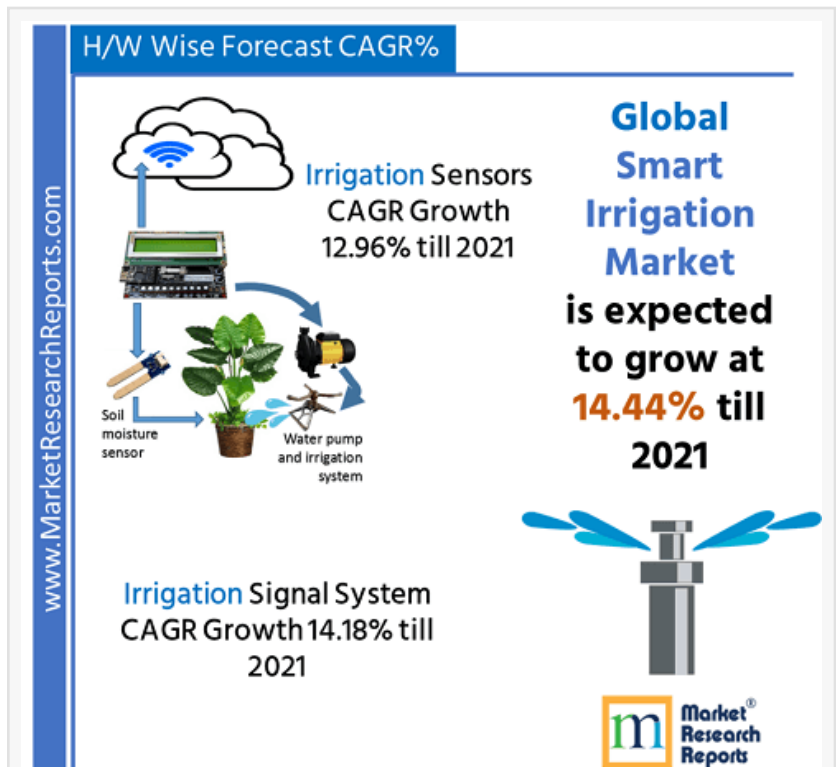 H/W Wise Forecast CAGR%
www.MarketResearchReports.com
Irrigation Sensors
CAGR Growth
12.96% till 2021
Soil
moisture
sensor
Water pump
and irrigation
system
Irrigation Signal System
CAGR Growth 14.18% till
2021
Global
Smart
Irrigation
Market
is expected
to grow at
14.44% till
2021
m
Market®
Research
Reports